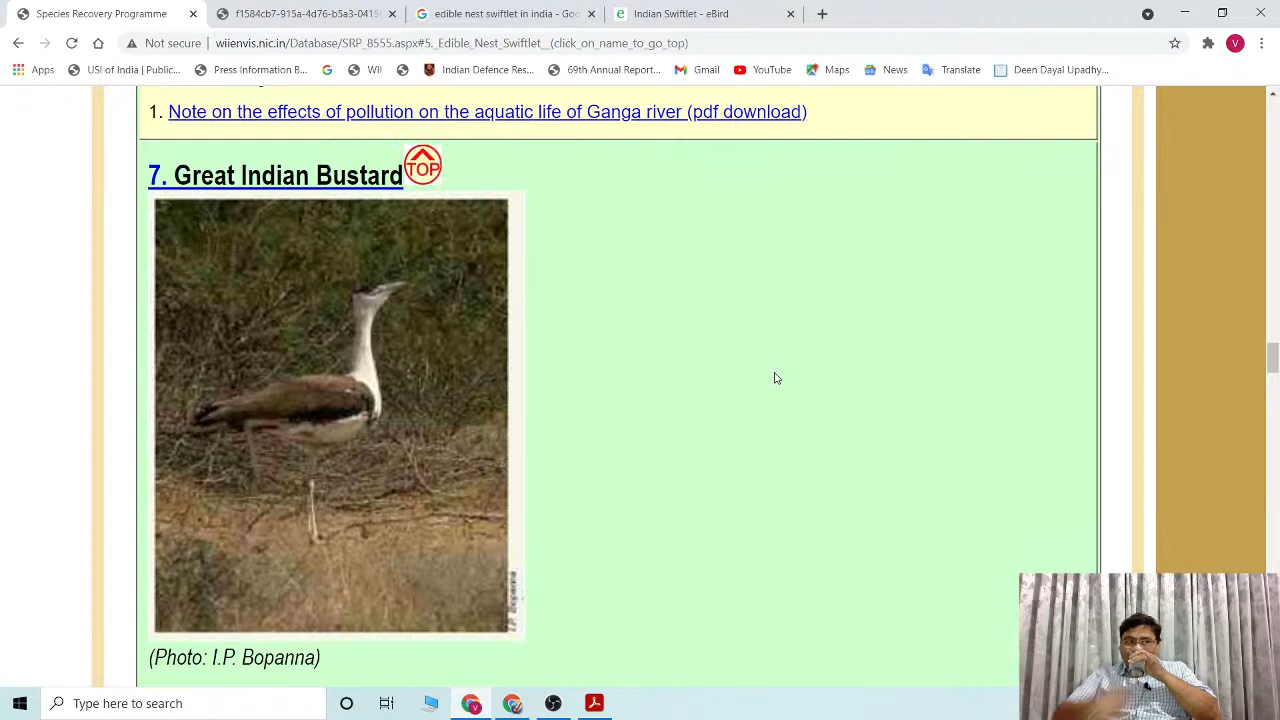 Species Recovery Programme
f1584cb7-915a-4d76-b5a3-0415
edible nest swiftlet in india - Goo
Indian Swiftlet - eBird
Not secure
wiienvis.nic.in/Database/SRP_8555.aspx#5._Edible_Nest_Swiftlet__(click_on_name_to_go_top)
Apps
USI of India | Public...
Press Information B...
WII
Indian Defence Res...
69th Annual Report...
Gmail
YouTube
Maps
News
Translate
Deen Dayal Upadhy...
1. Note on the effects of pollution on the aquatic life of Ganga river (pdf download)
7. Great Indian Bustard
TOP
(Photo: I.P. Bopanna)
Type here to search